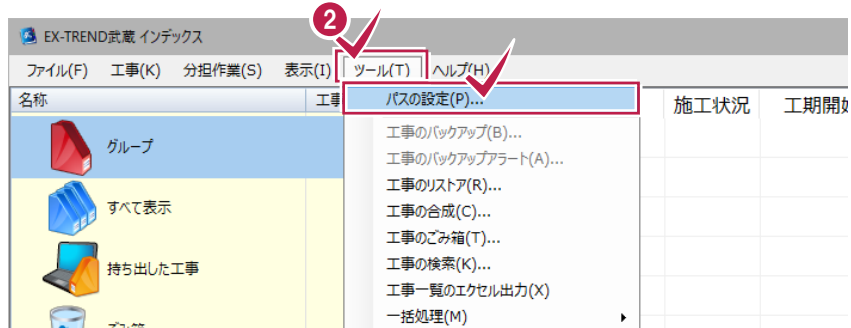 2
EX-TREND武蔵 インデックス
ファイル(F) 工事(K) 分担作業(S) 表示(I) ツール(T) ヘルプ(H)
名称 工事 施工状況 工期開始
パスの設定(P)...
グループ
工事のバックアップ(B)...
工事のバックアップアラート(A)...
工事のリストア(R)...
すべて表示
工事の合成(C)...
工事のごみ箱(T)...
持ち出した工事
工事の検索(K)...
工事一覧のエクセル出力(X)
一括処理(M)
ごみ箱